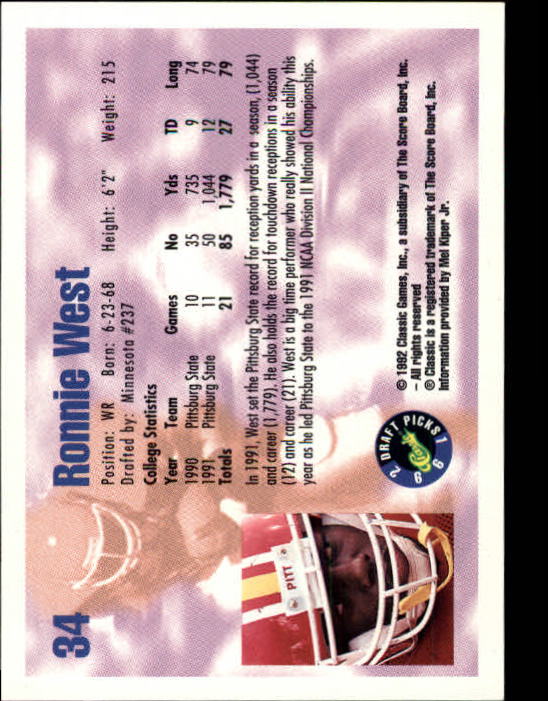 34 Ronnie West
Position: WR Born: 6-23-68 Height: 6'2" Weight: 215
Drafted by: Minnesota #237
College Statistics
Year Team Games No Yds TD Long
1990 Pittsburg State 10 35 735 9 74
1991 Pittsburg State 11 50 1,044 12 79
Totals 21 85 1,779 27 79
In 1991, West set the Pittsburg State record for reception yards in a season, (1,044)
and career (1,779). He also holds the record for touchdown receptions in a season
(12) and career (21). West is a big time performer who really showed his ability this
year as he led Pittsburg State to the 1991 NCAA Division II National Championships.
PITT
DRAFT PICKS 1 9 9 2
Classic
© 1992 Classic Games, Inc., a subsidiary of The Score Board, Inc.
– All rights reserved
® Classic is a registered trademark of The Score Board, Inc.
Information provided by Mel Kiper Jr.